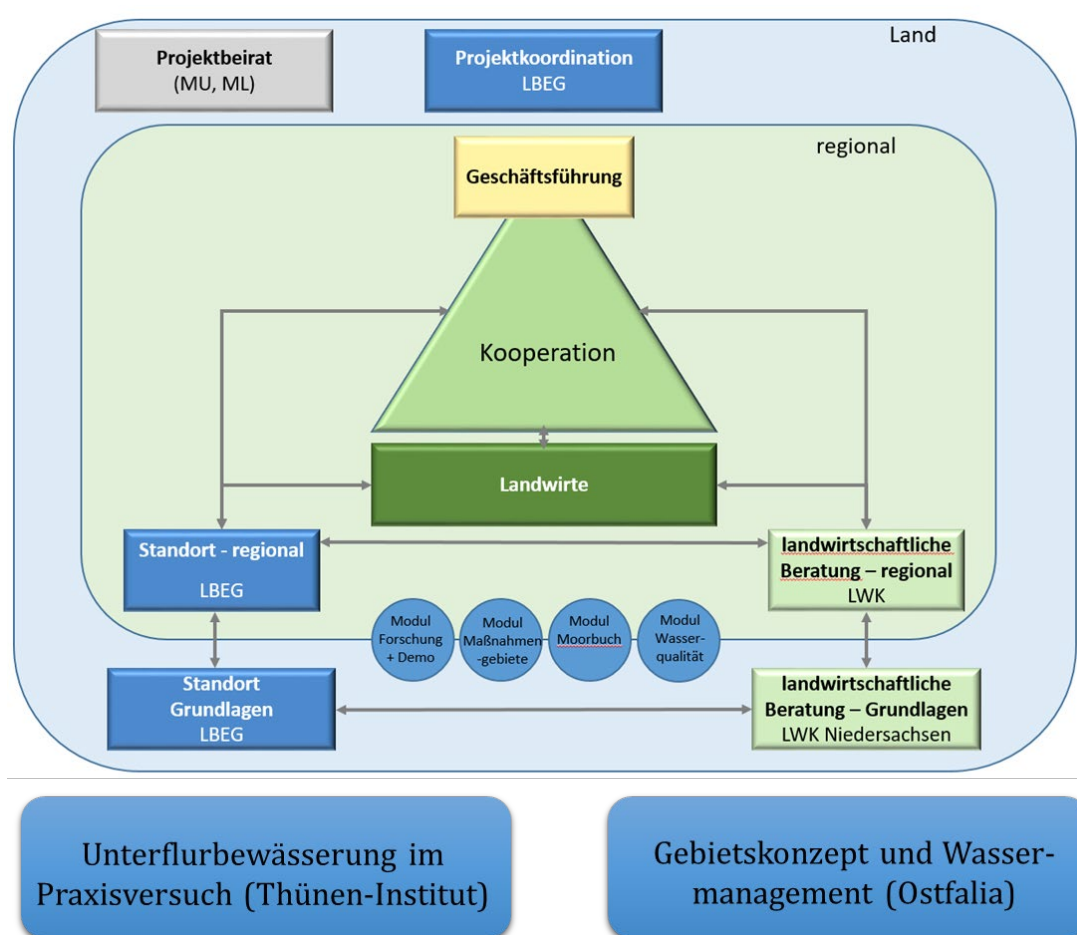 Land
Projektbeirat
(MU, ML)
Projektkoordination
LBEG
regional
Geschäftsführung
Kooperation
Landwirte
Standort - regional
LBEG
landwirtschaftliche
Beratung – regional
LWK
Modul
Forschung
+ Demo
Modul
Maßnahmen
-gebiete
Modul
Moorbuch
Modul
Wasser-
qualität
Standort
Grundlagen
LBEG
landwirtschaftliche
Beratung – Grundlagen
LWK Niedersachsen
Unterflurbewässerung im
Praxisversuch (Thünen-Institut)
Gebietskonzept und Wasser-
management (Ostfalia)